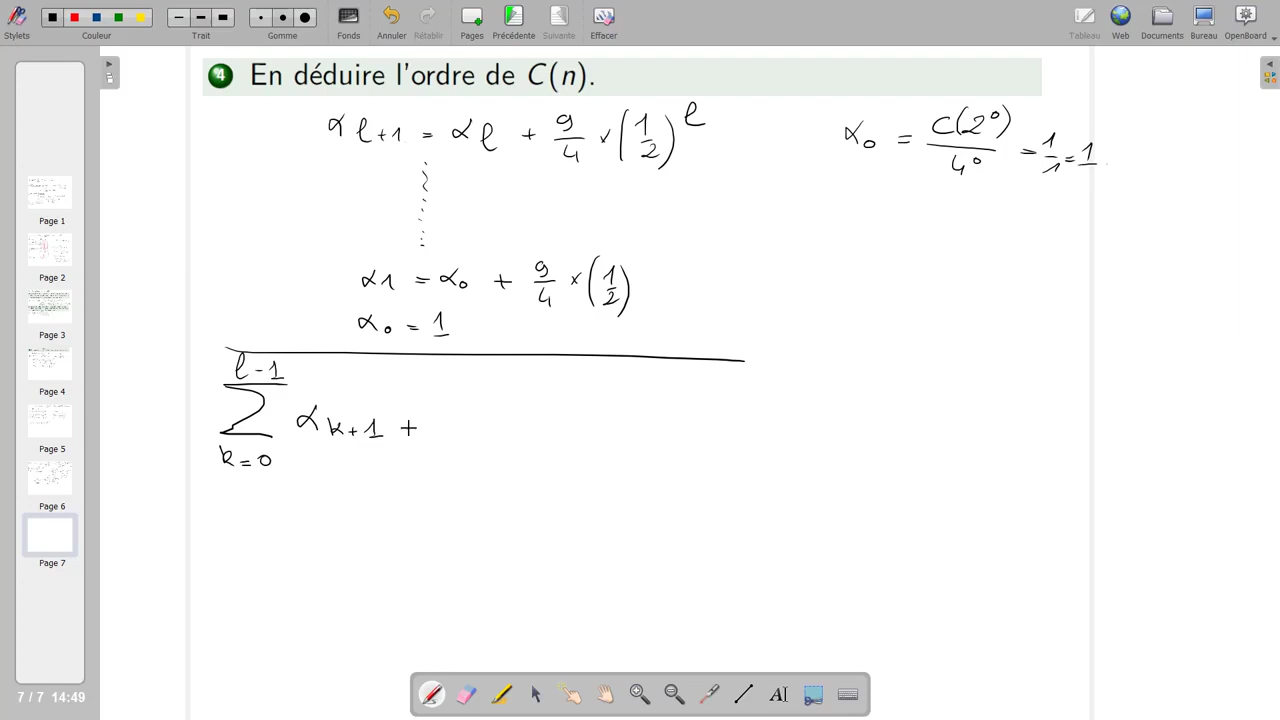 Stylets Couleur Trait Gomme Fonds Annuler Rétablir Pages Précédente Suivante Effacer Tableau Web Documents Bureau OpenBoard
4 En déduire l'ordre de C(n).
α ℓ+1 = α ℓ + 9/4 × (1/2)^ℓ
α₀ = C(2⁰)/4⁰ = 1/1 = 1
α1 = α₀ + 9/4 × (1/2)
α₀ = 1
ℓ-1
∑ α k+1 +
k=0
Page 1
Page 2
Page 3
Page 4
Page 5
Page 6
Page 7
7 / 7 14:49
AI